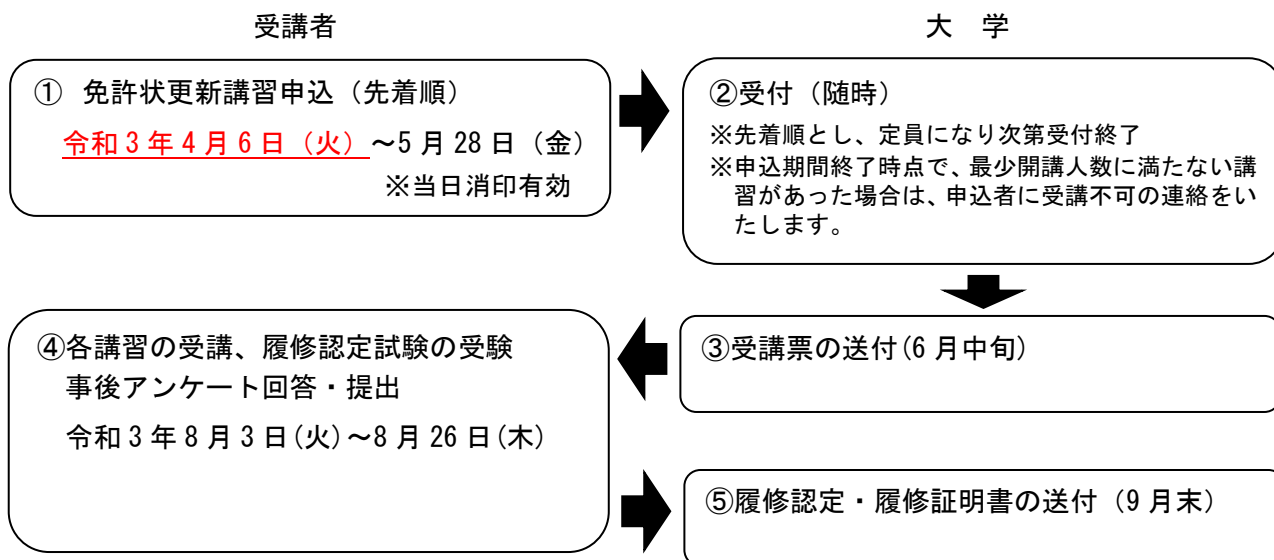 受講者
大　学
① 免許状更新講習申込（先着順）
令和3年4月6日（火）～5月28日（金）
※当日消印有効
②受付（随時）
※先着順とし、定員になり次第受付終了
※申込期間終了時点で、最少開講人数に満たない講
習があった場合は、申込者に受講不可の連絡をい
たします。
③受講票の送付(6月中旬)
④各講習の受講、履修認定試験の受験
事後アンケート回答・提出
令和3年8月3日(火)～8月26日(木)
⑤履修認定・履修証明書の送付（9月末）